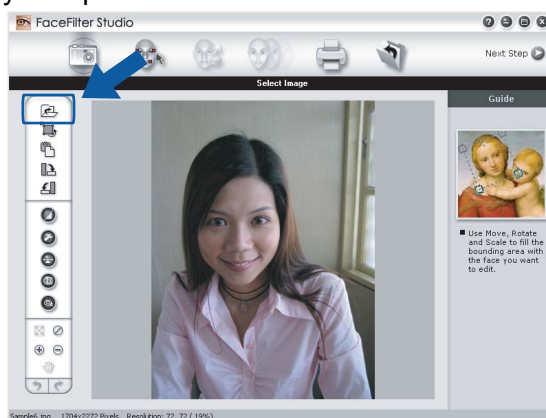 FaceFilter Studio
Next Step
Select Image
Guide
Use Move, Rotate
and Scale to fill the
bounding area with
the face you want
to edit.
Sample6.jpg 1704x2272 Pixels Resolution: 72, 72 ( 19%)